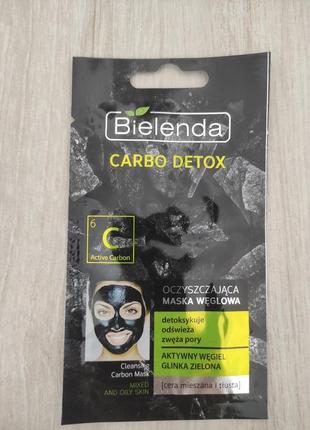 Bielenda
CARBO DETOX
6
C
Active Carbon
OCZYSZCZAJĄCA
MASKA WĘGLOWA
detoksykuje
odświeża
zwęża pory
AKTYWNY WĘGIEL
GLINKA ZIELONA
[cera mieszana i tłusta]
Cleansing
Carbon Mask
MIXED
AND OILY SKIN